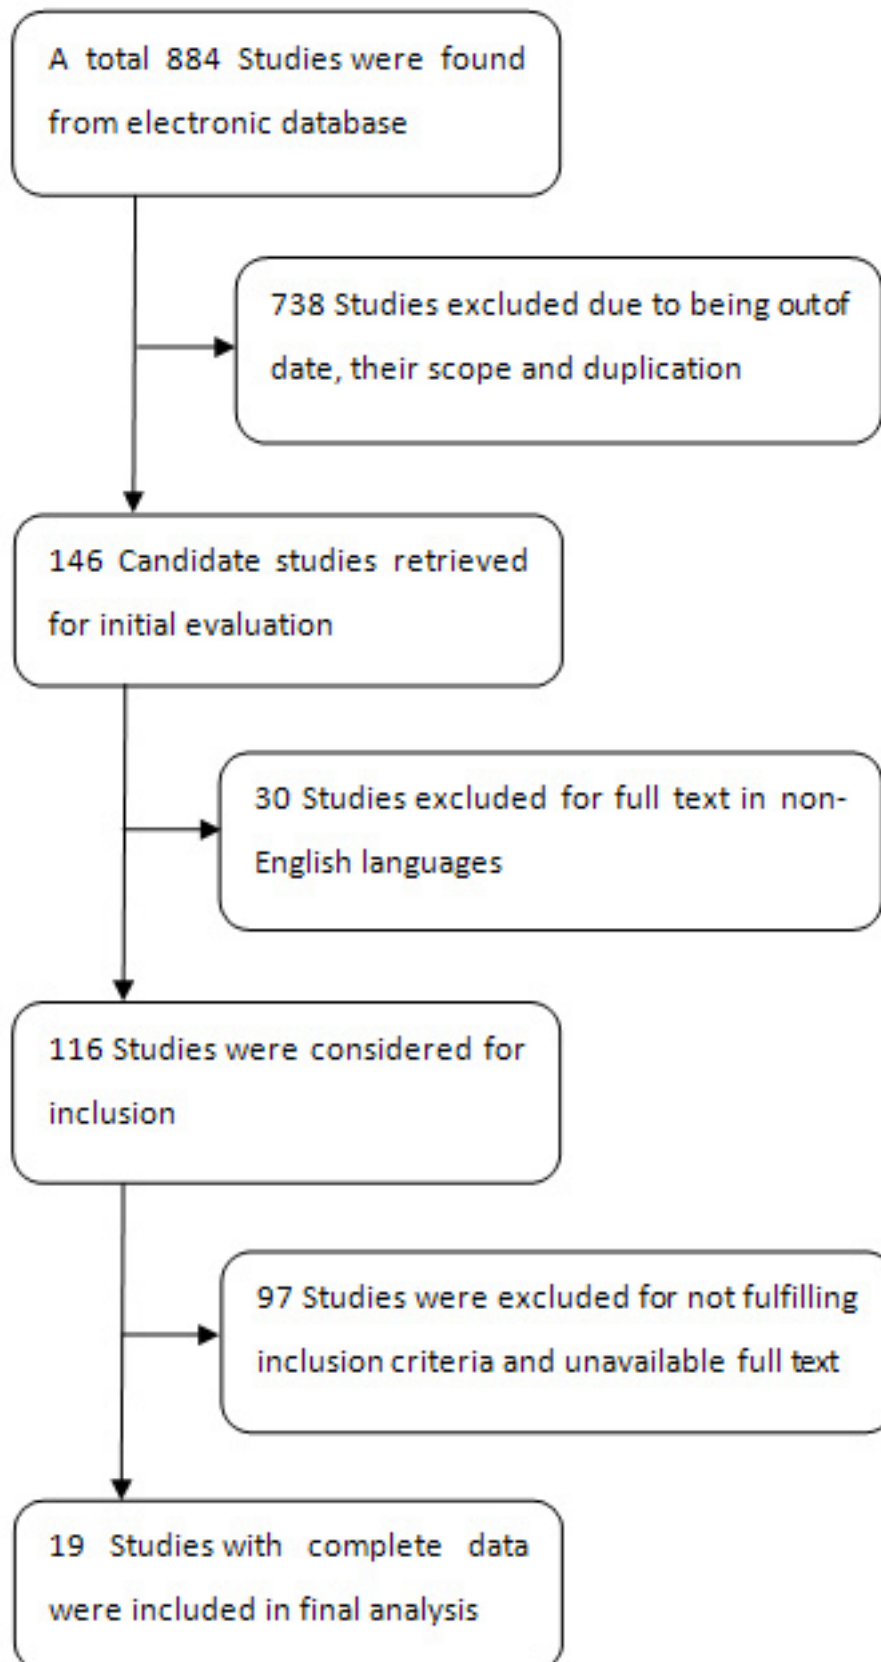 A total 884 Studies were found
from electronic database
738 Studies excluded due to being outof
date, their scope and duplication
146 Candidate studies retrieved
for initial evaluation
30 Studies excluded for full text in non-
English languages
116 Studies were considered for
inclusion
97 Studies were excluded for not fulfilling
inclusion criteria and unavailable full text
19 Studies with complete data
were included in final analysis